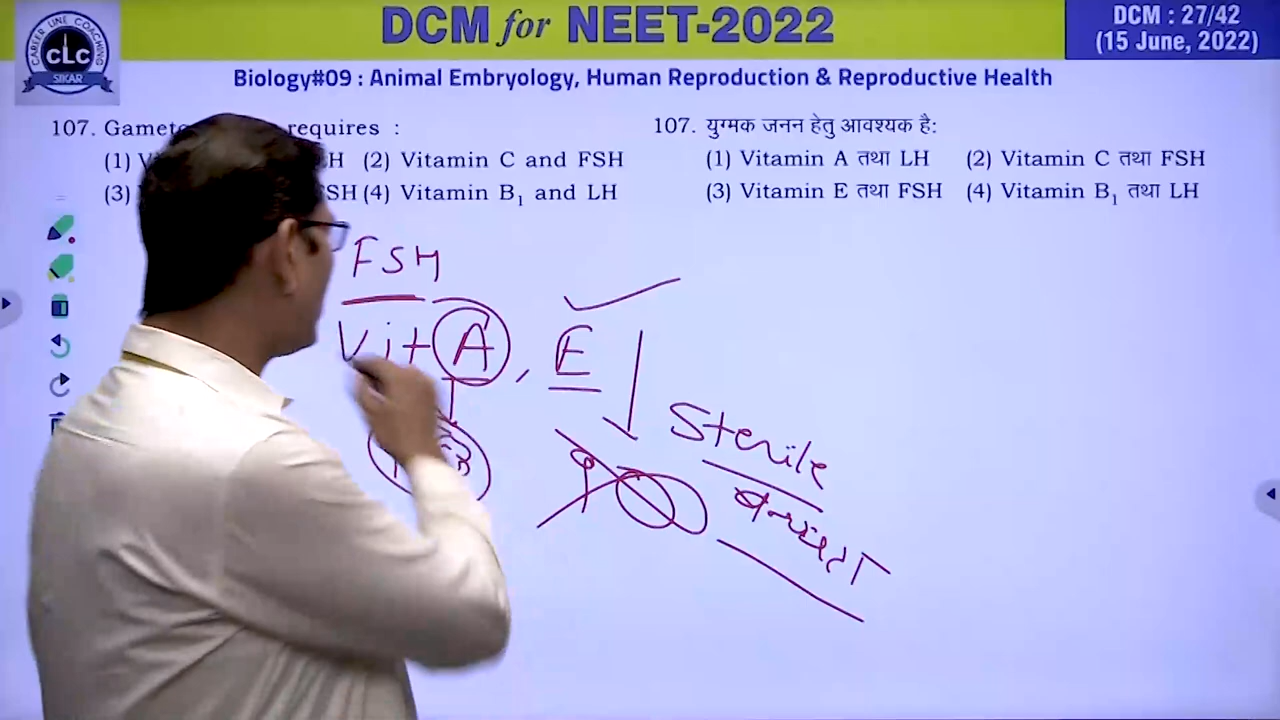 DCM for NEET-2022
DCM : 27/42
(15 June, 2022)
CAREER LINE COACHING
CLC
SIKAR
Biology#09 : Animal Embryology, Human Reproduction & Reproductive Health
107. requires :
(1) (2) Vitamin C and FSH
(3) FSH (4) Vitamin B₁ and LH
107. युग्मक जनन हेतु आवश्यक है:
(1) Vitamin A तथा LH (2) Vitamin C तथा FSH
(3) Vitamin E तथा FSH (4) Vitamin B₁ तथा LH
FSH
Vit A, E
Sterile